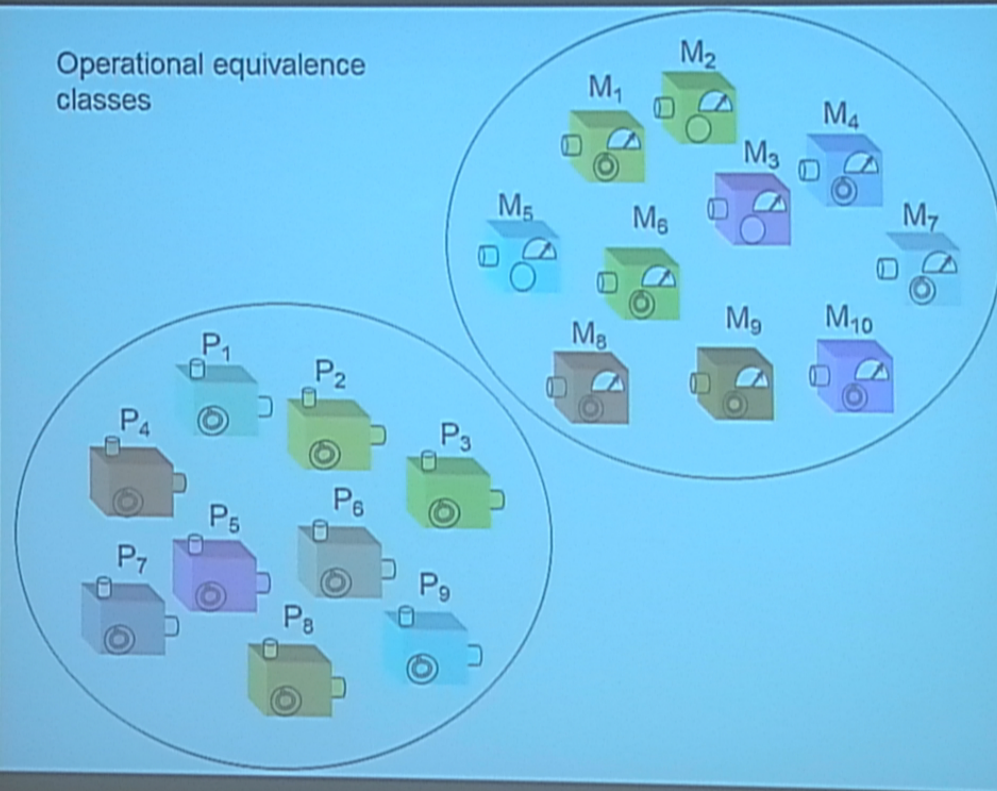 Operational equivalence
classes
M₂
M₁
M₄
M₃
M₅
M₆
M₇
M₈
M₉
M₁₀
P₁
P₂
P₄
P₃
P₅
P₆
P₇
P₉
P₈